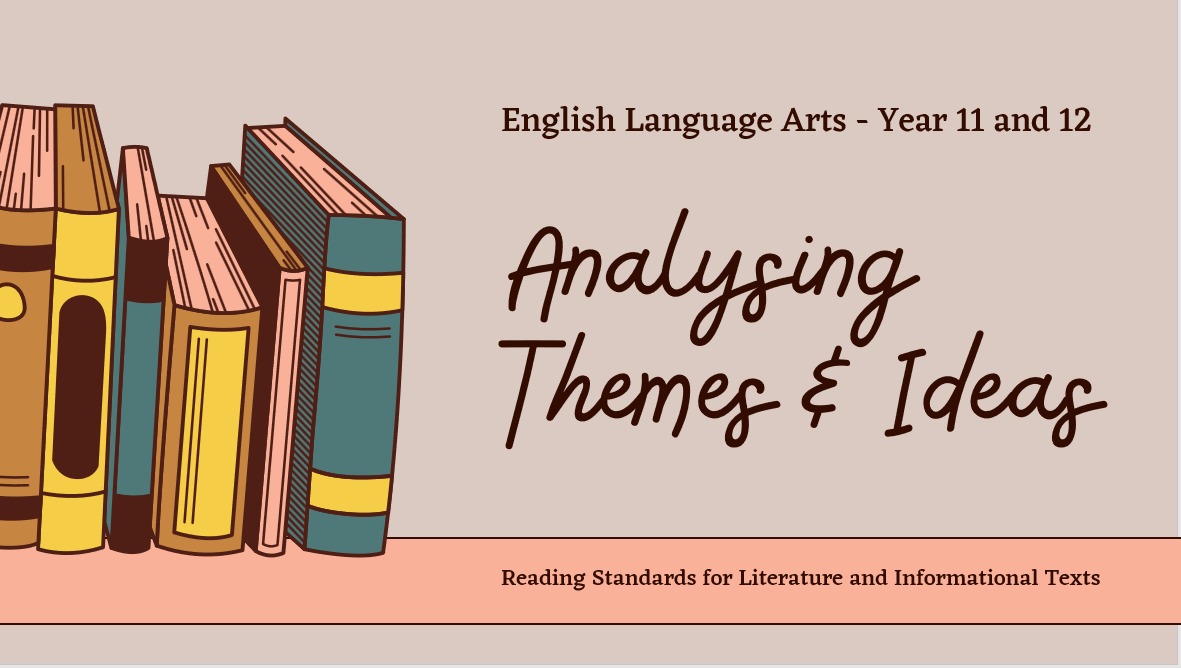 English Language Arts - Year 11 and 12
Analysing
Themes & Ideas
Reading Standards for Literature and Informational Texts